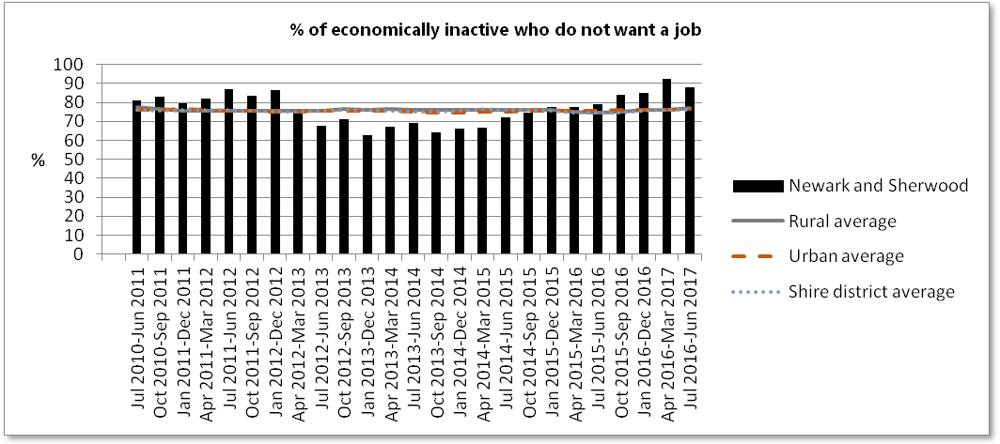 % of economically inactive who do not want a job
100
90
80
70
60
50
40
30
20
10
0
%
Jul 2010-Jun 2011
Oct 2010-Sep 2011
Jan 2011-Dec 2011
Apr 2011-Mar 2012
Jul 2011-Jun 2012
Oct 2011-Sep 2012
Jan 2012-Dec 2012
Apr 2012-Mar 2013
Jul 2012-Jun 2013
Oct 2012-Sep 2013
Jan 2013-Dec 2013
Apr 2013-Mar 2014
Jul 2013-Jun 2014
Oct 2013-Sep 2014
Jan 2014-Dec 2014
Apr 2014-Mar 2015
Jul 2014-Jun 2015
Oct 2014-Sep 2015
Jan 2015-Dec 2015
Apr 2015-Mar 2016
Jul 2015-Jun 2016
Oct 2015-Sep 2016
Jan 2016-Dec 2016
Apr 2016-Mar 2017
Jul 2016-Jun 2017
Newark and Sherwood
Rural average
Urban average
Shire district average